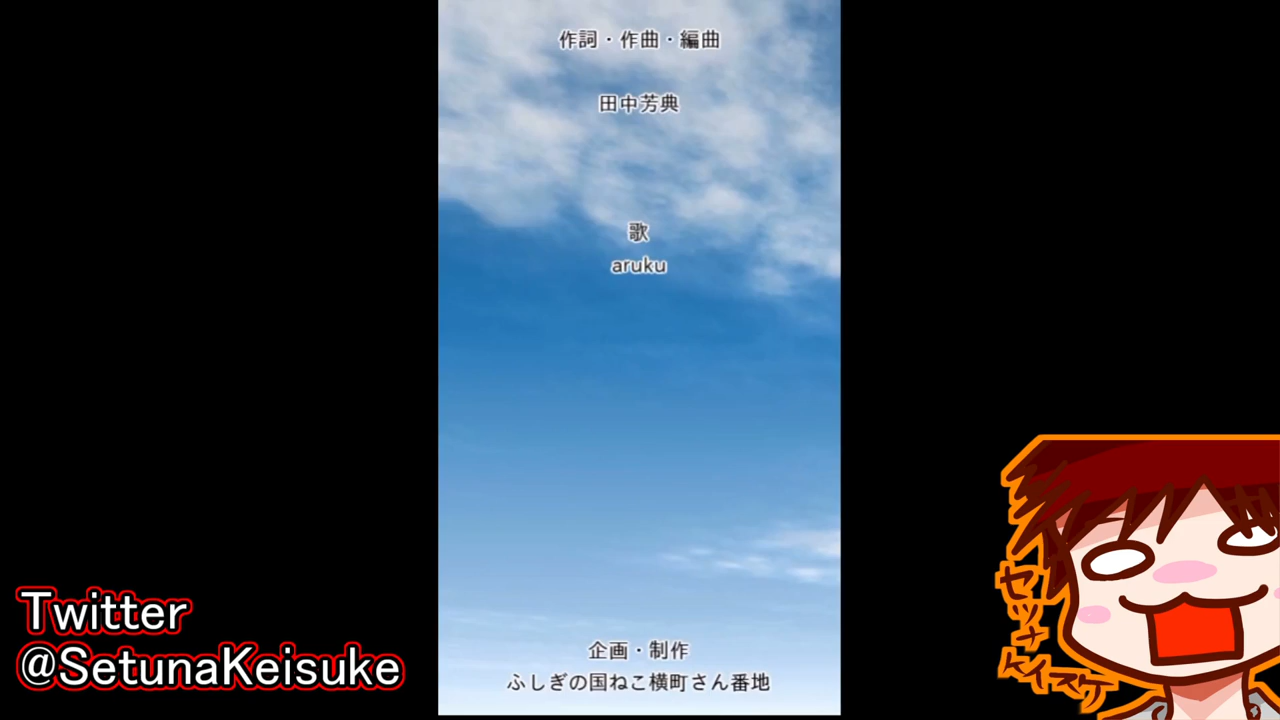 作詞・作曲・編曲
田中芳典
歌
aruku
企画・制作
ふしぎの国ねこ横町さん番地
Twitter
@SetunaKeisuke
セツナ
ケイスケ